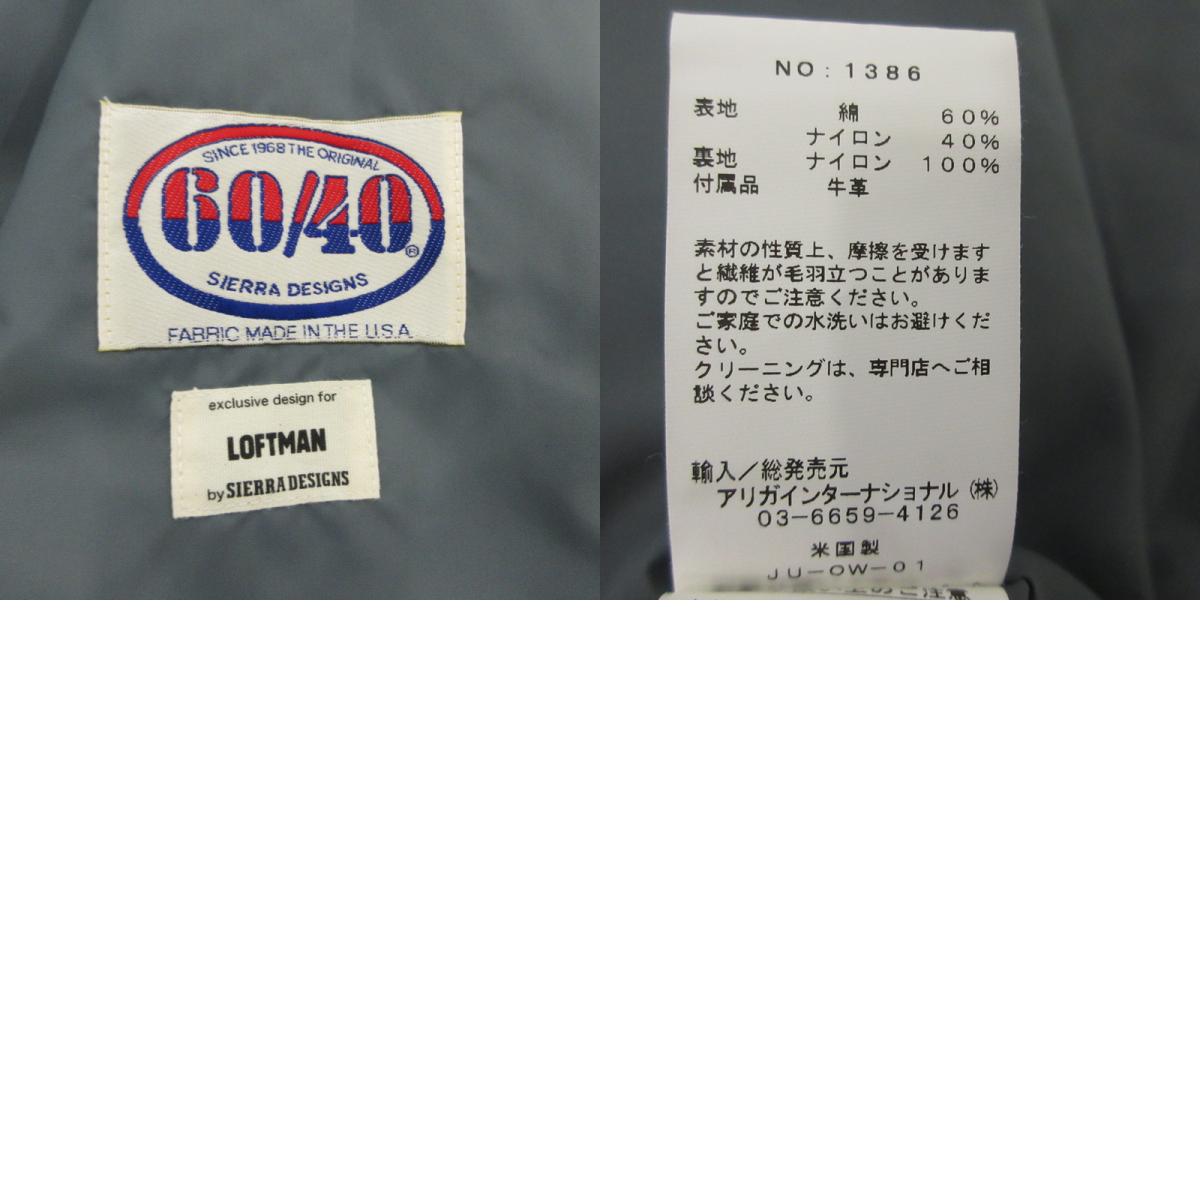 SINCE 1968 THE ORIGINAL
60/40®
SIERRA DESIGNS
FABRIC MADE IN THE U.S.A.
exclusive design for
LOFTMAN
by SIERRA DESIGNS
NO:1386
表地 綿 60%
ナイロン 40%
裏地 ナイロン 100%
付属品 牛革
素材の性質上、摩擦を受けます
と繊維が毛羽立つことがありま
すのでご注意ください。
ご家庭での水洗いはお避けくだ
さい。
クリーニングは、専門店へご相
談ください。
輸入／総発売元
アリガインターナショナル（株）
03-6659-4126
米国製
JU-OW-01
上のご注意